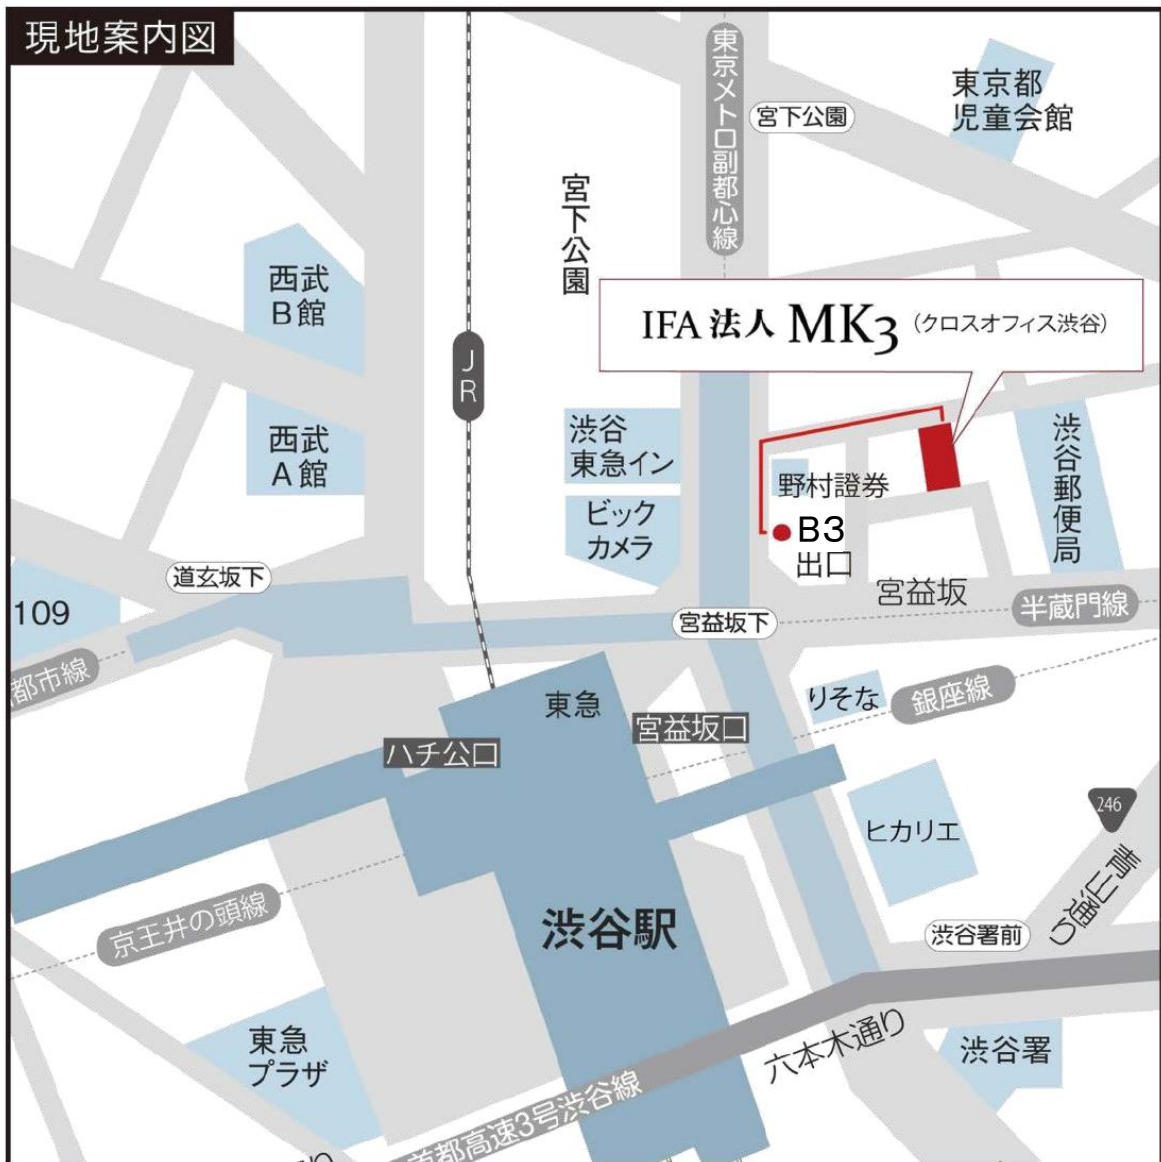 現地案内図
東京メトロ副都心線
宮下公園
東京都
児童会館
宮下公園
西武
B館
JR
IFA 法人 MK3 (クロスオフィス渋谷)
西武
A館
渋谷
東急イン
ビック
カメラ
野村證券
B3
出口
渋谷郵便局
道玄坂下
109
宮益坂
半蔵門線
宮益坂下
都市線
東急
宮益坂口
りそな
銀座線
ハチ公口
ヒカリエ
246
青山通り
京王井の頭線
渋谷駅
渋谷署前
東急
プラザ
六本木通り
渋谷署
首都高速3号渋谷線
り